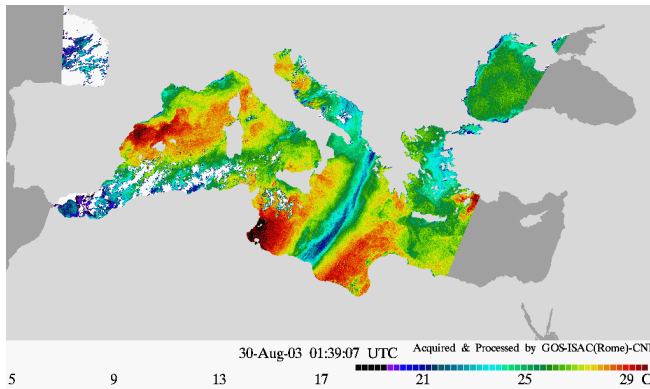 30-Aug-03 01:39:07 UTC Acquired & Processed by GOS-ISAC(Rome)-CN
5 9 13 17 21 25 29 C